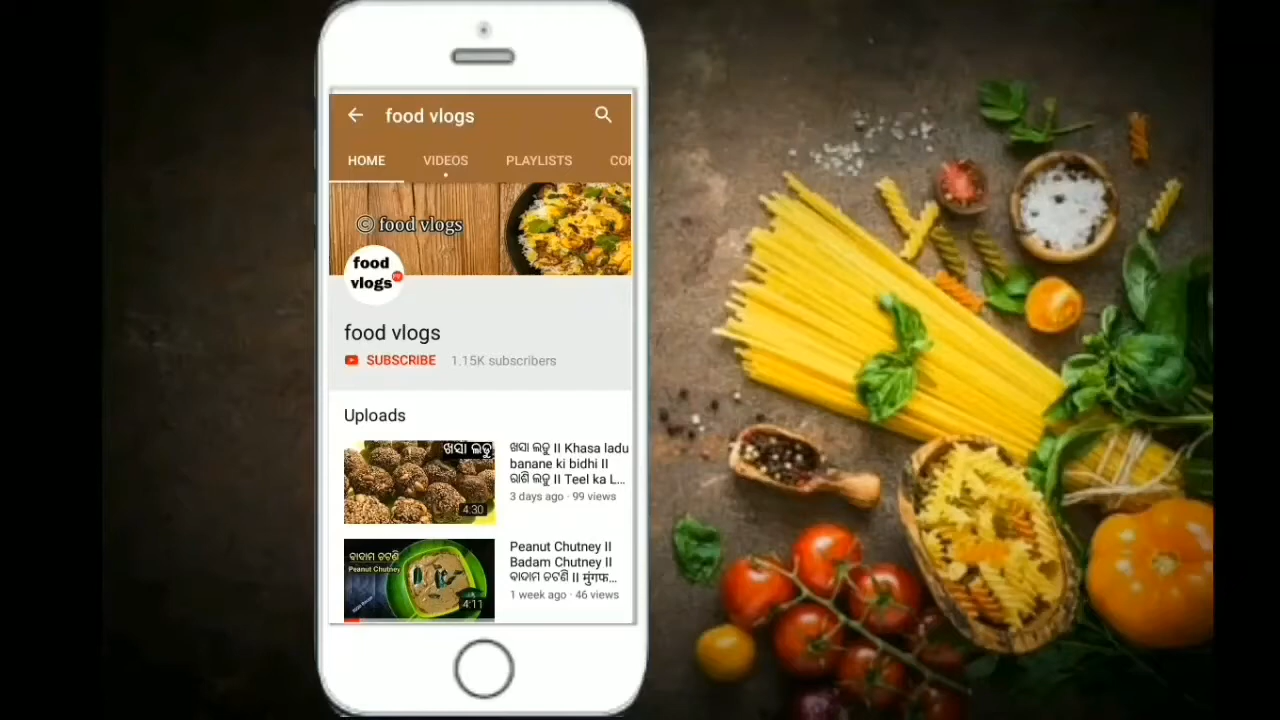 food vlogs
HOME VIDEOS PLAYLISTS CO
© food vlogs
food
vlogs
food vlogs
SUBSCRIBE 1.15K subscribers
Uploads
ଖସା ଲଡୁ
4:30
ଖସା ଲଡୁ II Khasa ladu
banane ki bidhi II
ରାଶି ଲଡୁ II Teel ka L...
3 days ago · 99 views
ବାଦାମ ଚଟଣି
Peanut Chutney
4:11
Peanut Chutney II
Badam Chutney II
ବାଦାମ ଚଟଣି II मुंगफ...
1 week ago · 46 views